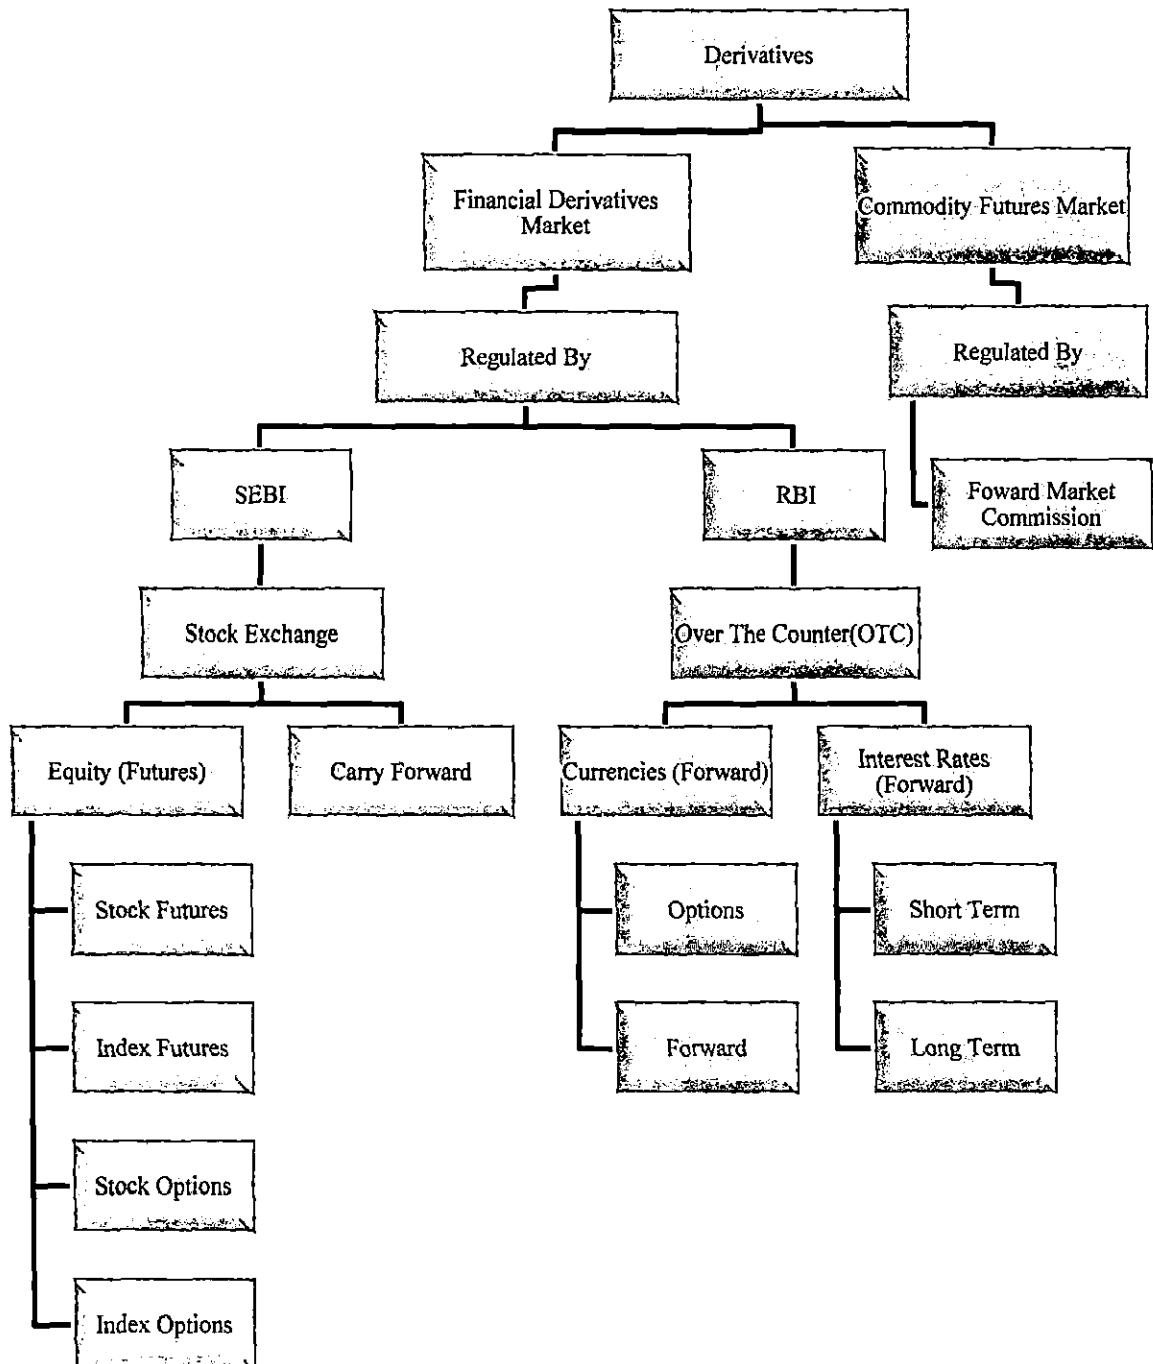 Derivatives
Financial Derivatives
Market
Commodity Futures Market
Regulated By
Regulated By
SEBI
RBI
Foward Market
Commission
Stock Exchange
Over The Counter(OTC)
Equity (Futures)
Carry Forward
Currencies (Forward)
Interest Rates
(Forward)
Stock Futures
Options
Short Term
Index Futures
Forward
Long Term
Stock Options
Index Options